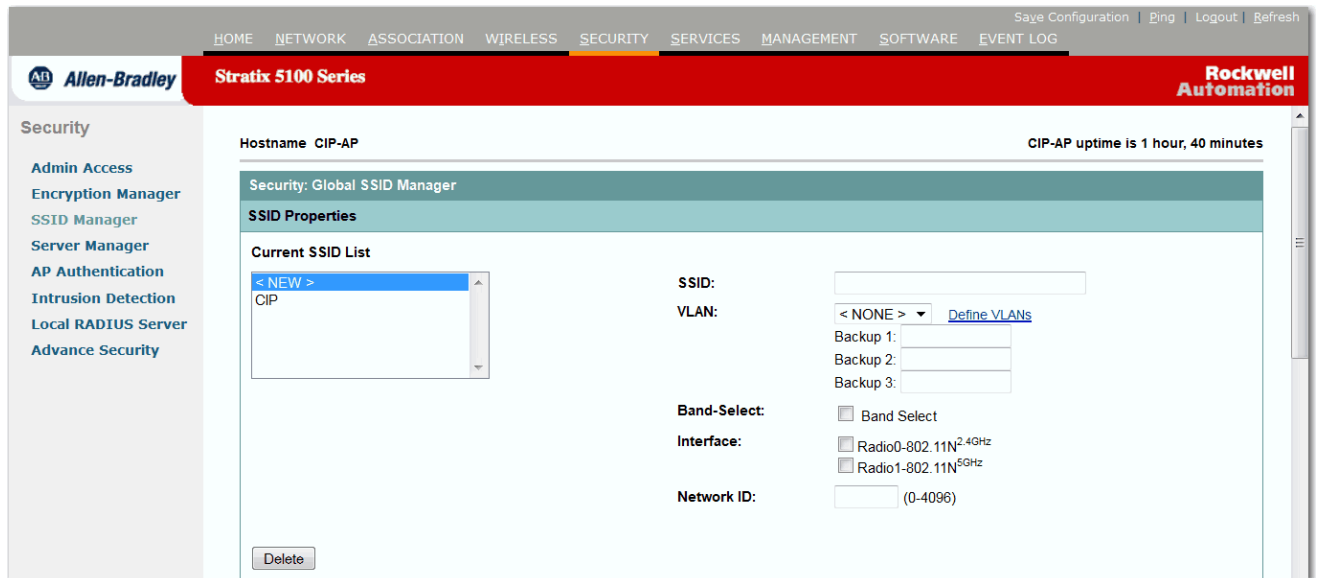 Save Configuration | Ping | Logout | Refresh
HOME NETWORK ASSOCIATION WIRELESS SECURITY SERVICES MANAGEMENT SOFTWARE EVENT LOG
AB Allen-Bradley Stratix 5100 Series Rockwell
Automation
Security
Hostname CIP-AP CIP-AP uptime is 1 hour, 40 minutes
Admin Access
Encryption Manager
SSID Manager
Server Manager
AP Authentication
Intrusion Detection
Local RADIUS Server
Advance Security
Security: Global SSID Manager
SSID Properties
Current SSID List
< NEW >
CIP
SSID:
VLAN: < NONE > Define VLANs
Backup 1:
Backup 2:
Backup 3:
Band-Select: Band Select
Interface: Radio0-802.11N2.4GHz
Radio1-802.11N5GHz
Network ID: (0-4096)
Delete